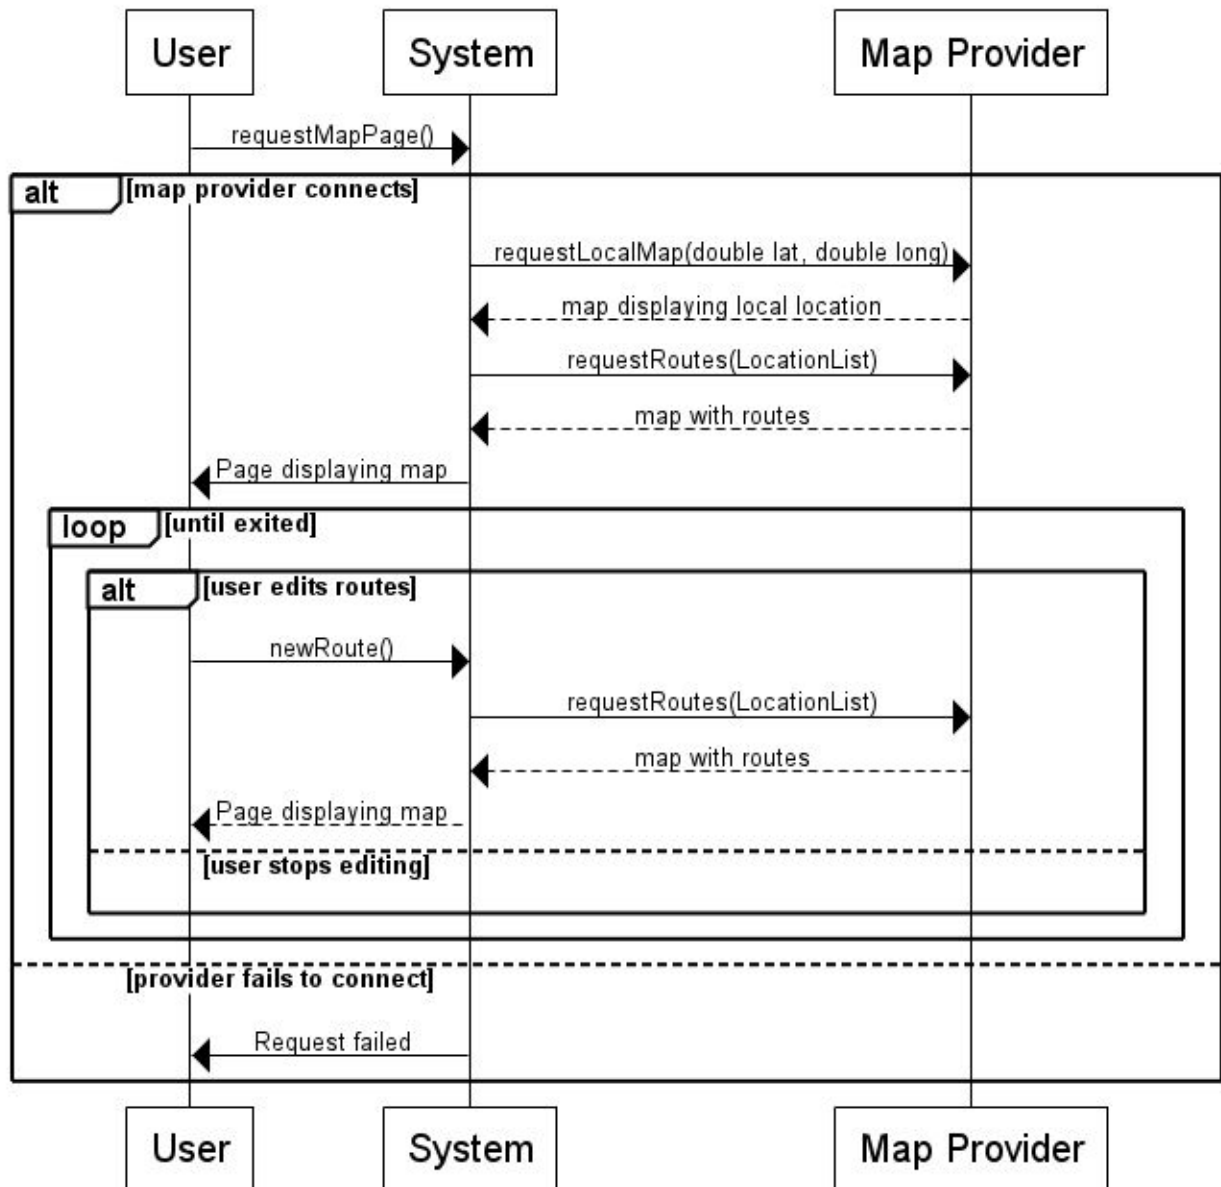 User System Map Provider
requestMapPage()
alt [map provider connects]
requestLocalMap(double lat, double long)
map displaying local location
requestRoutes(LocationList)
map with routes
Page displaying map
loop [until exited]
alt [user edits routes]
newRoute()
requestRoutes(LocationList)
map with routes
Page displaying map
[user stops editing]
[provider fails to connect]
Request failed
User System Map Provider